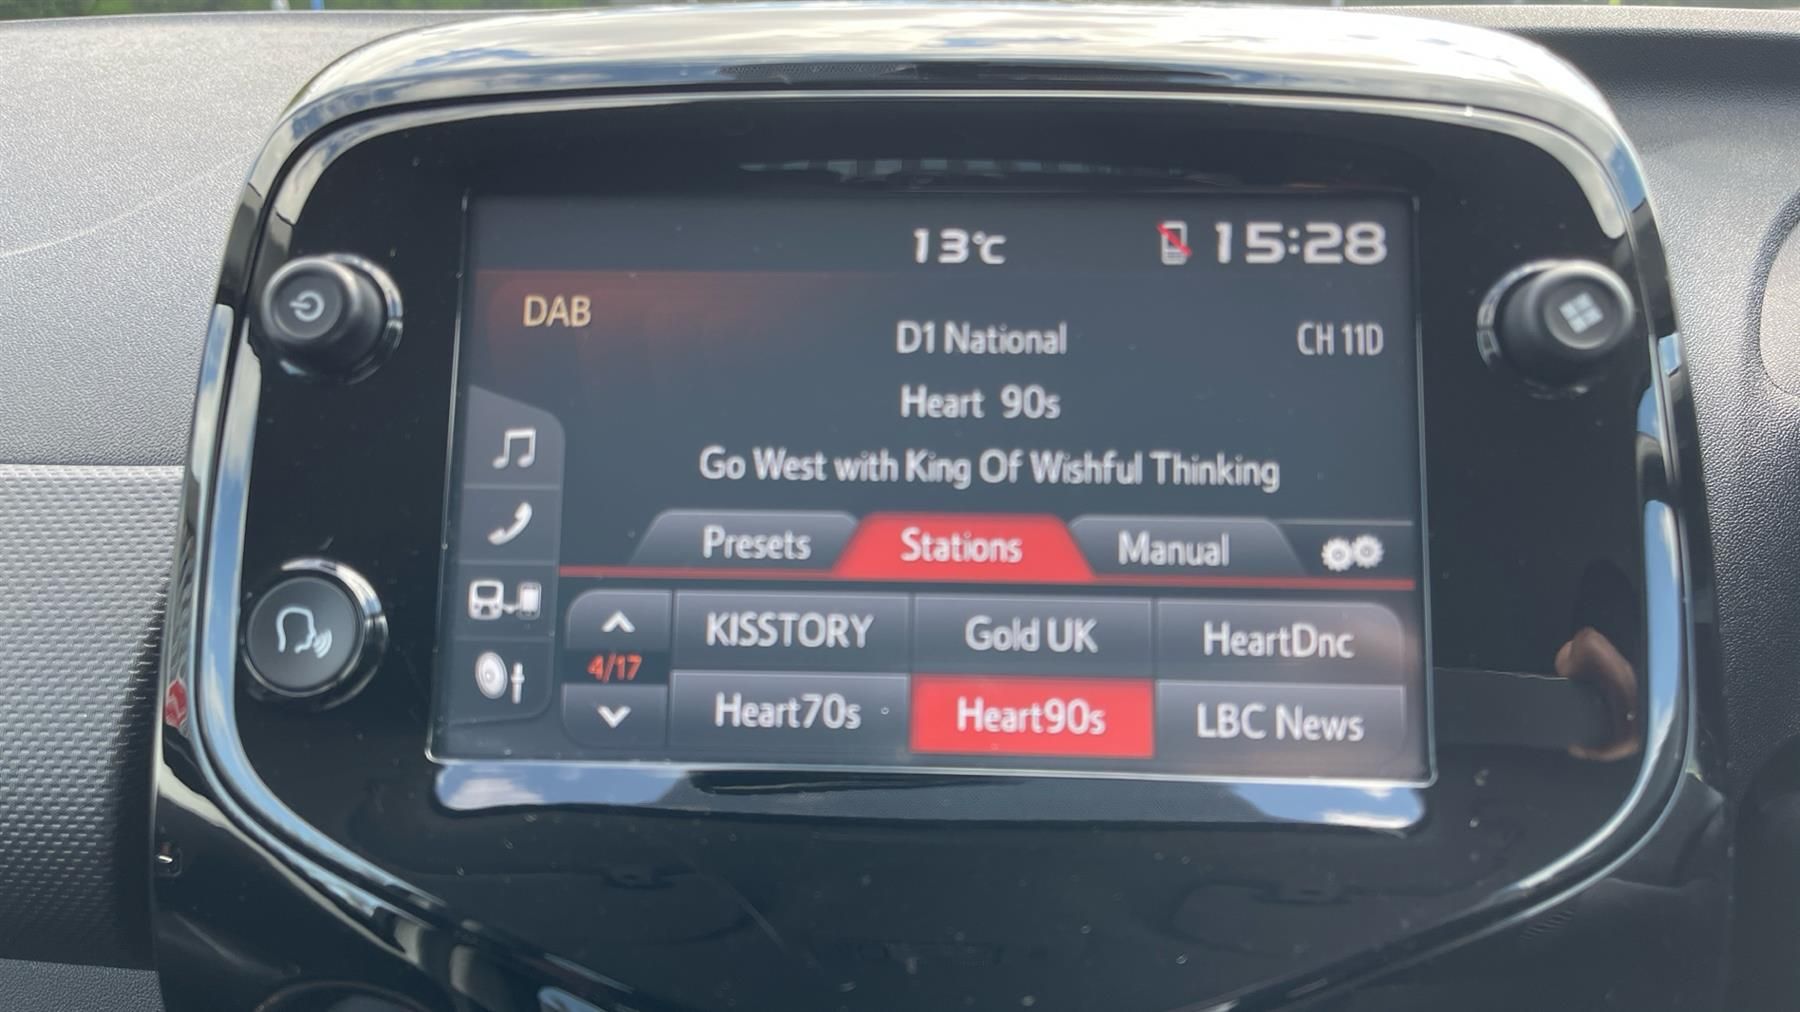 13°C 15:28
DAB
D1 National CH 11D
Heart 90s
Go West with King Of Wishful Thinking
Presets Stations Manual
KISSTORY Gold UK HeartDnc
4/17
Heart70s Heart90s LBC News